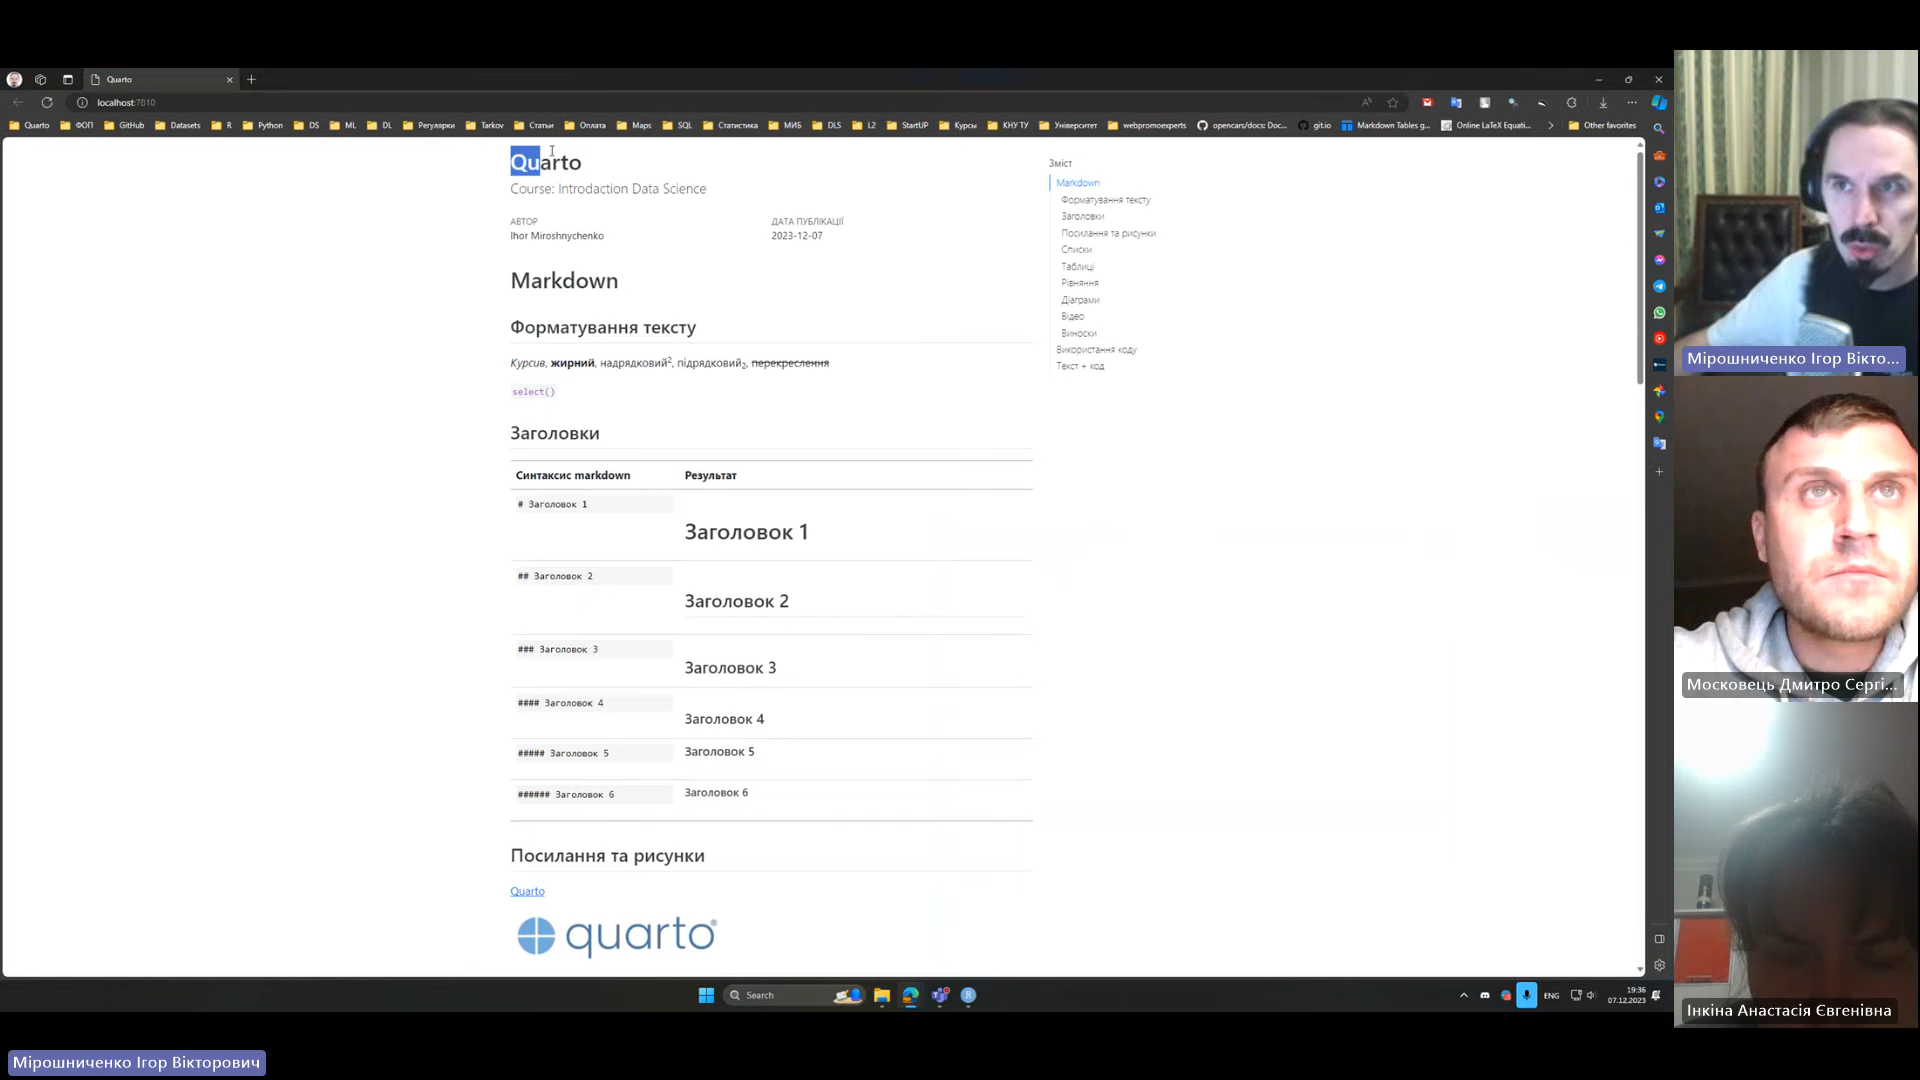 Quarto
localhost:7810
Quarto
ФОП
GitHub
Datasets
R
Python
DS
ML
DL
Регулярки
Tarkov
Статьи
Оплата
Maps
SQL
Статистика
МИБ
DLS
L2
StartUP
Курсы
КНУ ТУ
Університет
webpromoexperts
opencars/docs: Doc...
git.io
Markdown Tables g...
Online LaTeX Equati...
Other favorites
Quarto
Course: Introdaction Data Science
АВТОР
ДАТА ПУБЛІКАЦІЇ
Ihor Miroshnychenko
2023-12-07
Markdown
Форматування тексту
Курсив, жирний, надрядковий2, підрядковий2, перекреслення
select()
Заголовки
Синтаксис markdown
Результат
# Заголовок 1
Заголовок 1
## Заголовок 2
Заголовок 2
### Заголовок 3
Заголовок 3
#### Заголовок 4
Заголовок 4
##### Заголовок 5
Заголовок 5
###### Заголовок 6
Заголовок 6
Посилання та рисунки
Quarto
quarto®
Зміст
Markdown
Форматування тексту
Заголовки
Посилання та рисунки
Списки
Таблиці
Рівняння
Діаграми
Відео
Виноски
Використання коду
Текст + код
Search
ENG
19:36
07.12.2023
Мірошниченко Ігор Вікто...
Московець Дмитро Сергі...
Інкіна Анастасія Євгенівна
Мірошниченко Ігор Вікторович